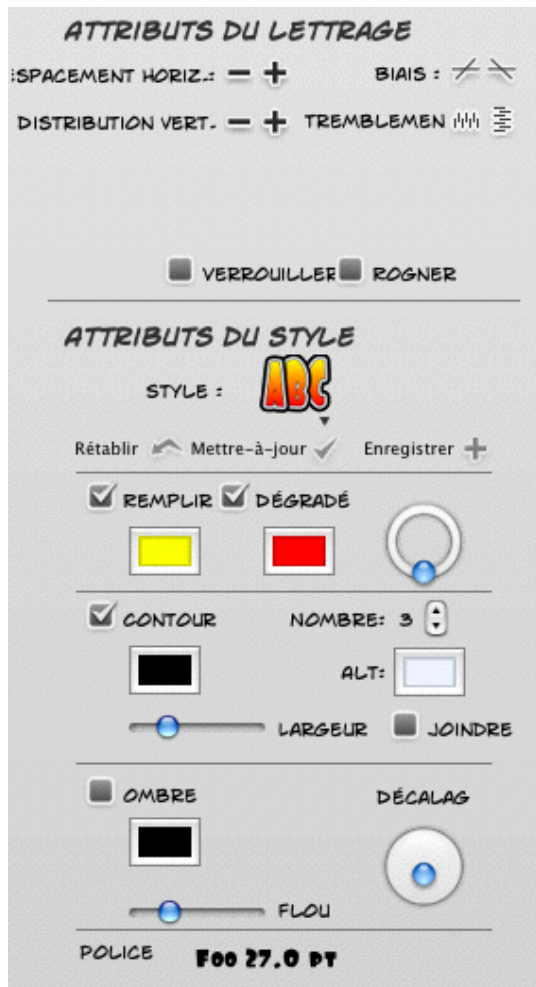 ATTRIBUTS DU LETTRAGE
SPACEMENT HORIZ.: BIAIS :
DISTRIBUTION VERT. TREMBLEMEN
VERROUILLER ROGNER
ATTRIBUTS DU STYLE
STYLE : ABC
Rétablir Mettre-à-jour Enregistrer
REMPLIR DÉGRADÉ
CONTOUR NOMBRE: 3
ALT:
LARGEUR JOINDRE
OMBRE DÉCALAG
FLOU
POLICE Foo 27.0 PT